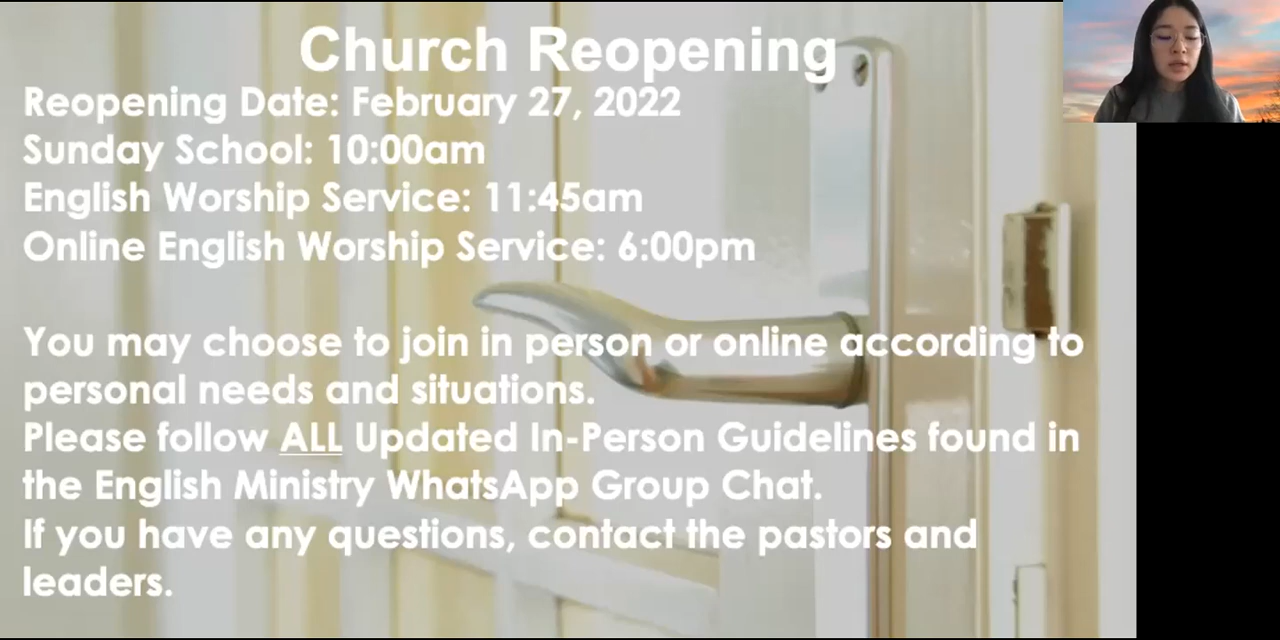 Church Reopening
Reopening Date: February 27, 2022
Sunday School: 10:00am
English Worship Service: 11:45am
Online English Worship Service: 6:00pm
You may choose to join in person or online according to
personal needs and situations.
Please follow ALL Updated In-Person Guidelines found in
the English Ministry WhatsApp Group Chat.
If you have any questions, contact the pastors and
leaders.